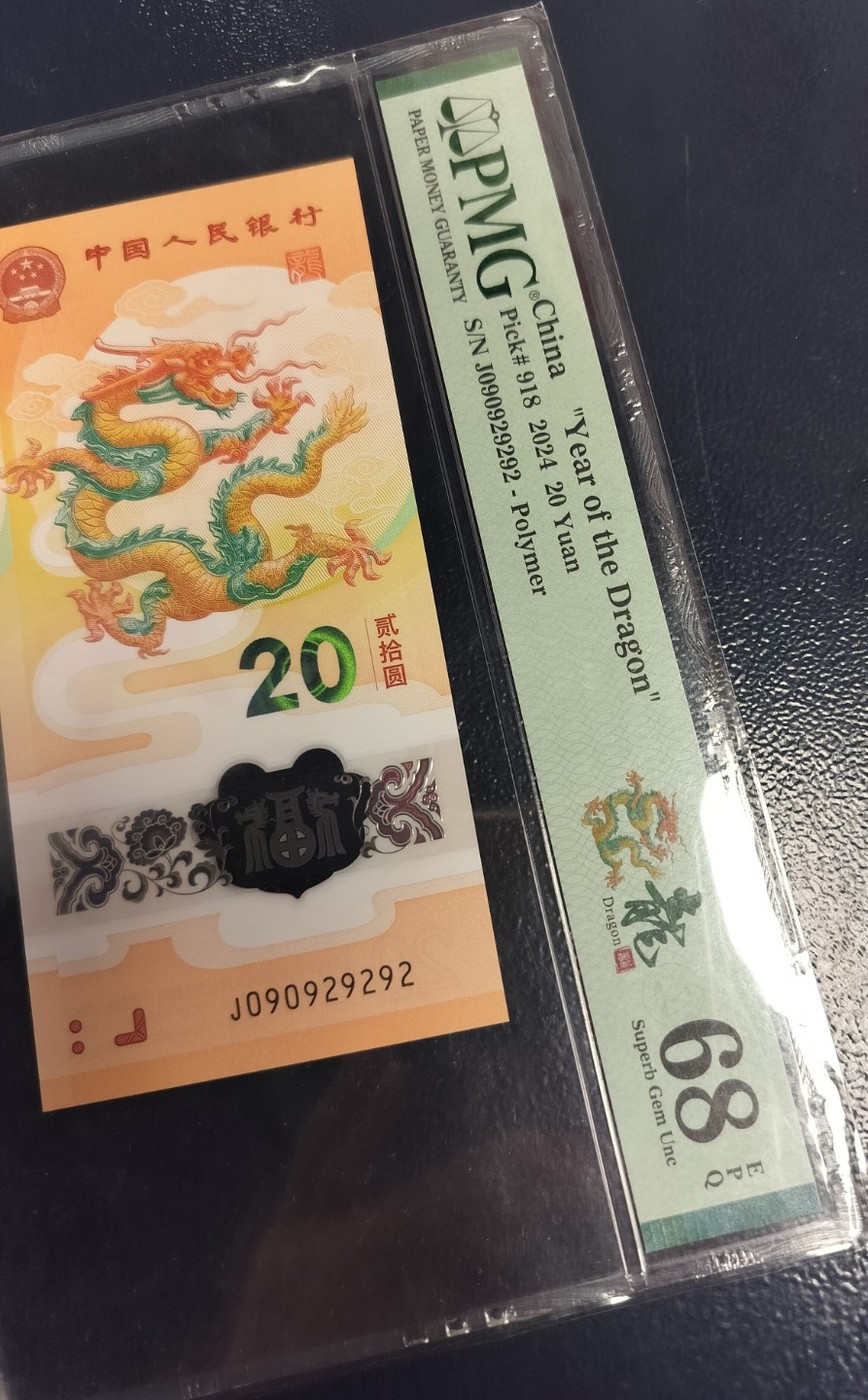 中国人民银行
龍
20
贰拾圆
福
J090929292
PMG®
PAPER MONEY GUARANTY
China
"Year of the Dragon"
Pick# 918 2024 20 Yuan
S/N J090929292 - Polymer
龍
Dragon
68
EPQ
Superb Gem Unc